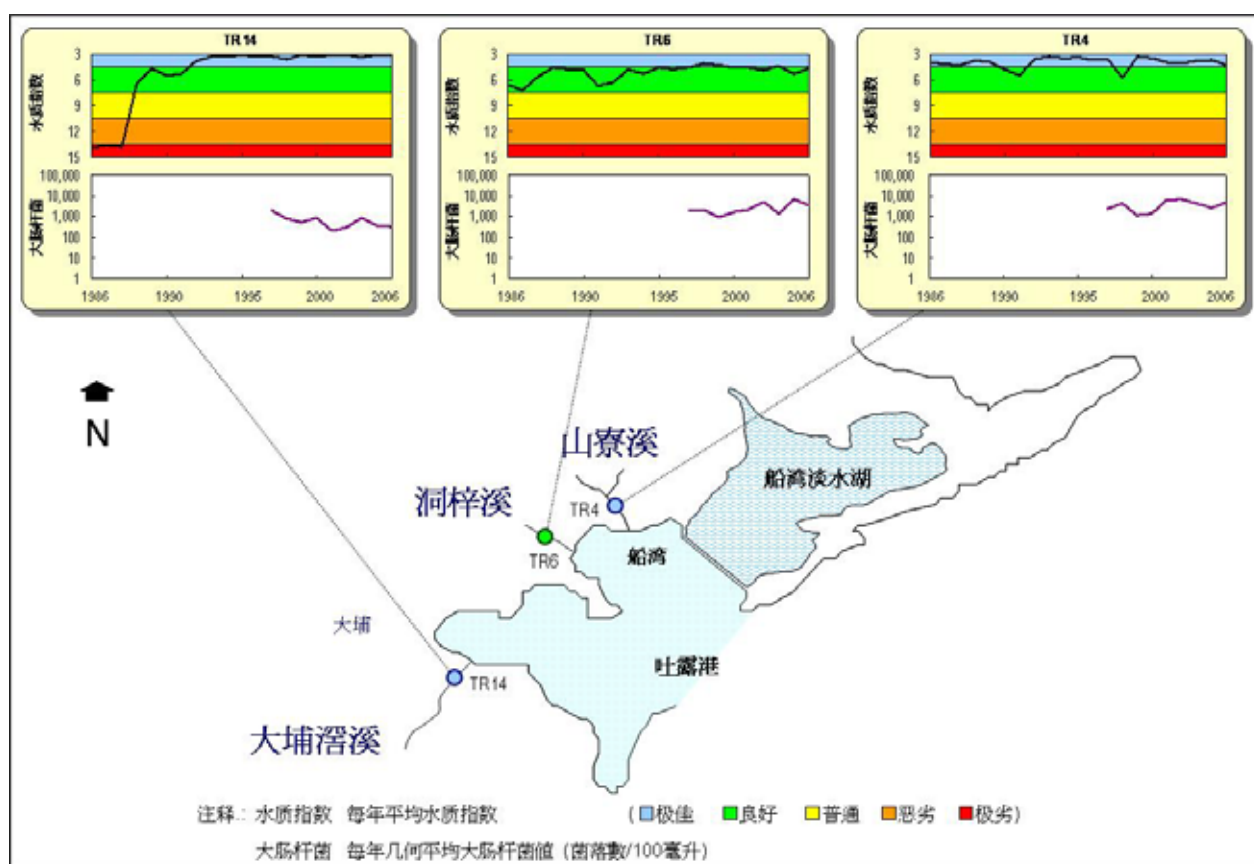 TR14
水质指数
3
6
9
12
15
大肠杆菌
100,000
10,000
1,000
100
10
1
1986
1990
1995
2000
2006
TR6
水质指数
3
6
9
12
15
大肠杆菌
100,000
10,000
1,000
100
10
1
1986
1990
1995
2000
2006
TR4
水质指数
3
6
9
12
15
大肠杆菌
100,000
10,000
1,000
100
10
1
1986
1990
1995
2000
2006
N
山寮溪
洞梓溪
TR4
TR6
船湾淡水湖
船湾
大埔
吐露港
TR14
大埔滘溪
注释: 水质指数 每年平均水质指数 (极佳 良好 普通 恶劣 极劣)
大肠杆菌 每年几何平均大肠杆菌值 (菌落數/100毫升)